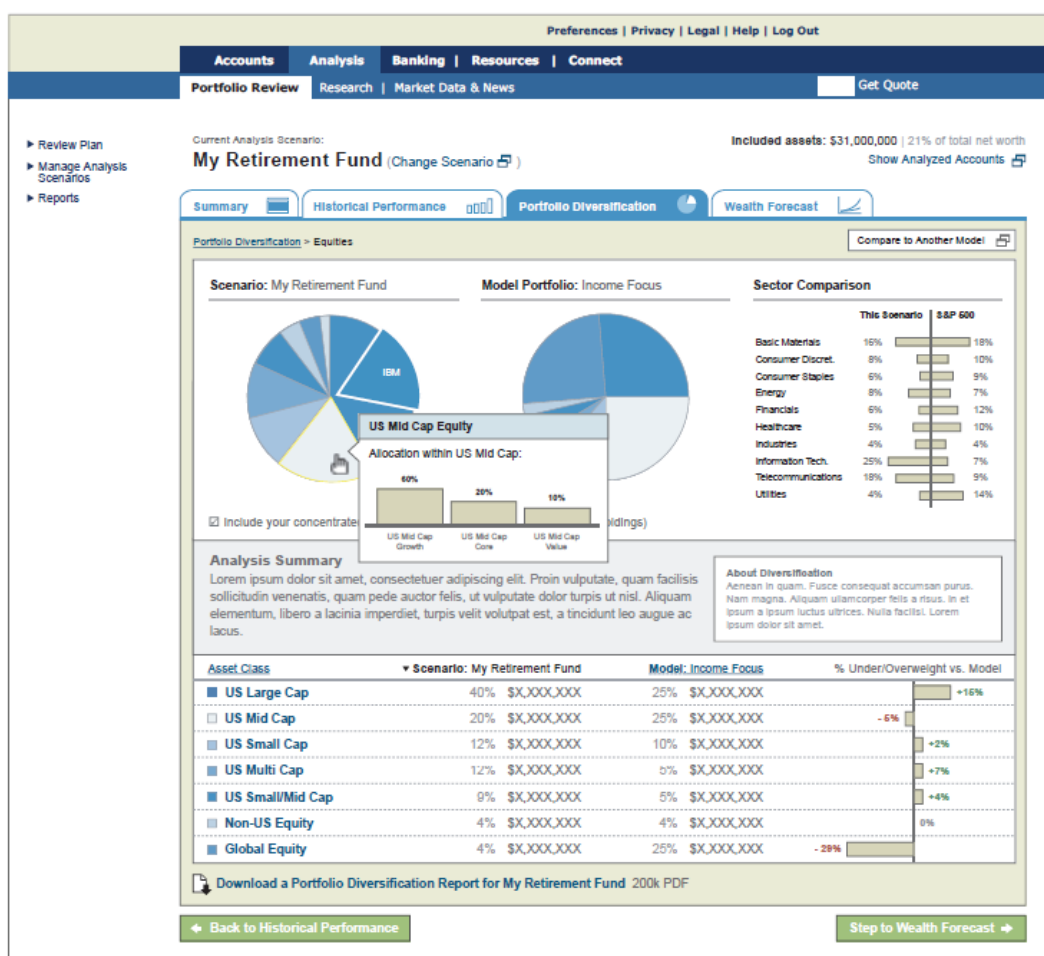 Preferences | Privacy | Legal | Help | Log Out
Accounts Analysis Banking | Resources | Connect
Portfolio Review Research | Market Data & News Get Quote
Review Plan
Manage Analysis
Scenarios
Reports
Current Analysis Scenario:
My Retirement Fund (Change Scenario )
Included assets: $31,000,000 | 21% of total net worth
Show Analyzed Accounts
Summary Historical Performance Portfolio Diversification Wealth Forecast
Portfolio Diversification > Equities
Compare to Another Model
Scenario: My Retirement Fund
IBM
Model Portfolio: Income Focus
US Mid Cap Equity
Allocation within US Mid Cap:
60% 20% 10%
US Mid Cap Growth
US Mid Cap Core
US Mid Cap Value
Include your concentrate
oldings)
Sector Comparison
This Scenario S&P 500
Basic Materials 16% 18%
Consumer Discret. 8% 10%
Consumer Staples 6% 9%
Energy 8% 7%
Financials 6% 12%
Healthcare 5% 10%
Industries 4% 4%
Information Tech. 25% 7%
Telecommunications 18% 9%
Utilities 4% 14%
Analysis Summary
Lorem ipsum dolor sit amet, consectetuer adipiscing elit. Proin vulputate, quam facilisis
sollicitudin venenatis, quam pede auctor felis, ut vulputate dolor turpis ut nisl. Aliquam
elementum, libero a lacinia imperdiet, turpis velit volutpat est, a tincidunt leo augue ac
lacus.
About Diversification
Aenean in quam. Fusce consequat accumsan purus.
Nam magna. Aliquam ullamcorper felis a risus. In et
ipsum a ipsum luctus ultrices. Nulla facilisi. Lorem
ipsum dolor sit amet.
Asset Class Scenario: My Retirement Fund Model: Income Focus % Under/Overweight vs. Model
US Large Cap 40% $X,XXX,XXX 25% $X,XXX,XXX +15%
US Mid Cap 20% $X,XXX,XXX 25% $X,XXX,XXX - 5%
US Small Cap 12% $X,XXX,XXX 10% $X,XXX,XXX +2%
US Multi Cap 12% $X,XXX,XXX 5% $X,XXX,XXX +7%
US Small/Mid Cap 9% $X,XXX,XXX 5% $X,XXX,XXX +4%
Non-US Equity 4% $X,XXX,XXX 4% $X,XXX,XXX 0%
Global Equity 4% $X,XXX,XXX 25% $X,XXX,XXX - 29%
Download a Portfolio Diversification Report for My Retirement Fund 200k PDF
Back to Historical Performance
Step to Wealth Forecast